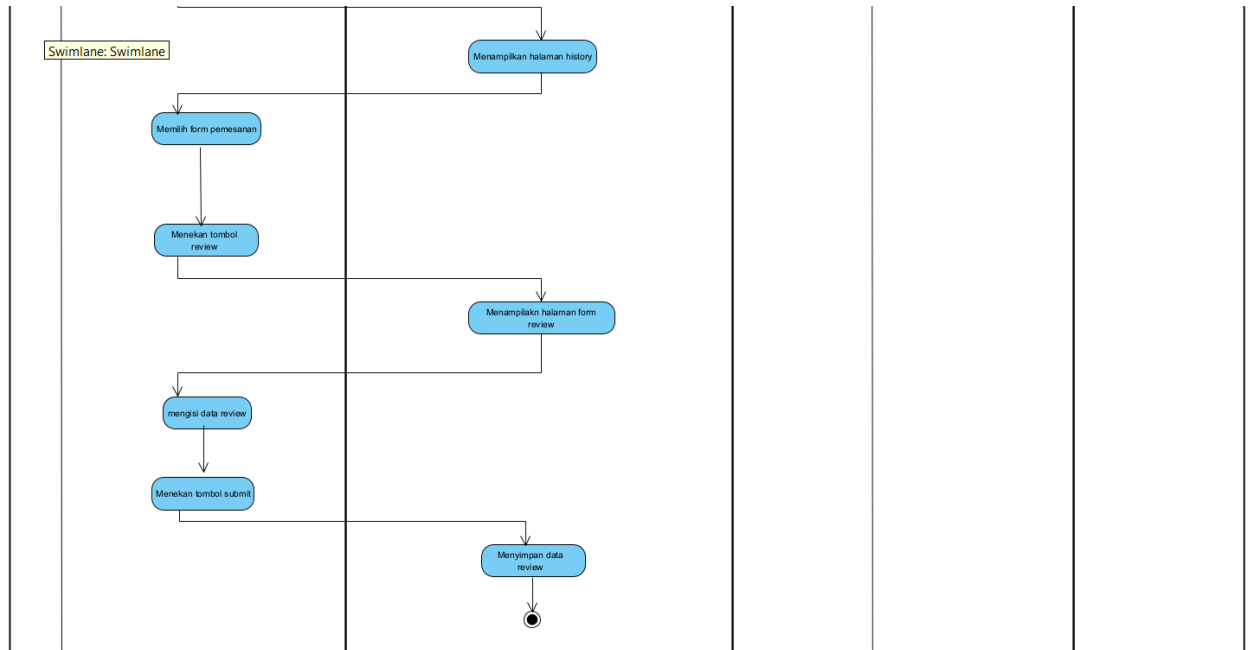 Swimlane: Swimlane
Menampilkan halaman history
Memilih form pemesanan
Menekan tombol
review
Menampilakn halaman form
review
mengisi data review
Menekan tombol submit
Menyimpan data
review